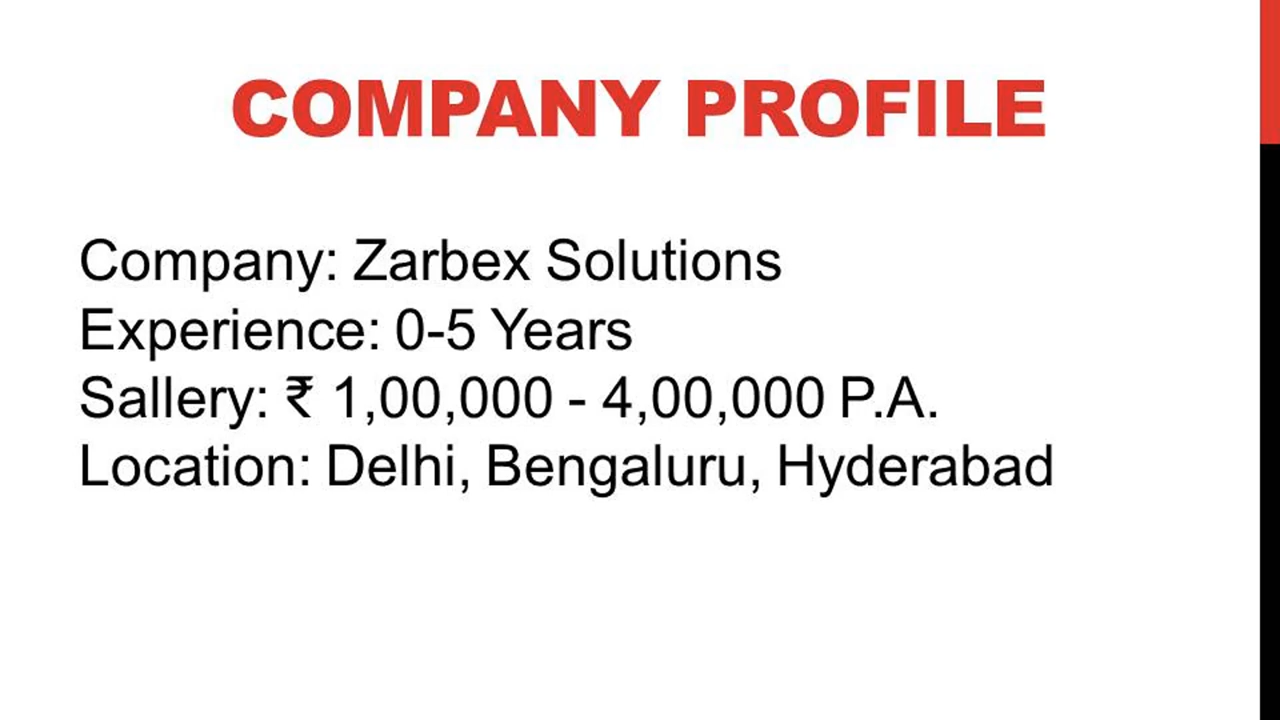 COMPANY PROFILE
Company: Zarbex Solutions
Experience: 0-5 Years
Sallery: ₹ 1,00,000 - 4,00,000 P.A.
Location: Delhi, Bengaluru, Hyderabad